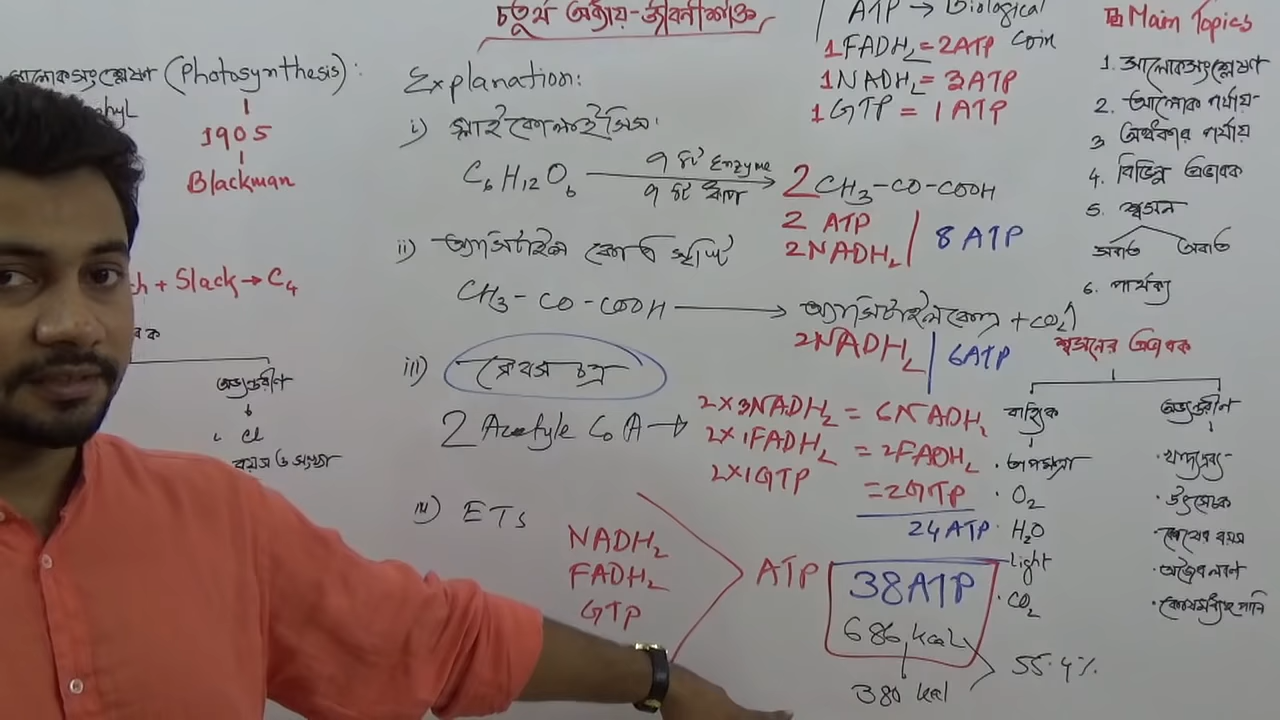 চতুর্থ অধ্যায়-জীবনীশক্তি
(Photosynthesis):
1905
Blackman
+ Slack → C₄
অভ্যন্তরীণ
Cl
বয়স ও সংখ্যা
Explanation:
i) গ্লাইকোলাইসিস
C₆H₁₂O₆ → 2CH₃-CO-COOH
৭ টি Enzyme
৭ টি ধাপ
2 ATP
2NADH₂ | 8 ATP
ii) অ্যাসিটাইল কোএ সৃষ্টি
CH₃-CO-COOH → অ্যাসিটাইল কোএ + CO₂
2NADH₂ | 6ATP
iii) ক্রেবস চক্র
2 Acetyle CoA →
2×3NADH₂ = 6NADH₂
2×1FADH₂ = 2FADH₂
2×1GTP = 2GTP
24ATP
iv) ETS
NADH₂
FADH₂
GTP
ATP
38ATP
686 kcal
380 kcal
55.4%
ATP → Biological
Coin
1FADH₂=2ATP
1NADH₂=3ATP
1GTP = 1ATP
Main Topics
1. আলোকসংশ্লেষণ
2. আলোক পর্যায়
3 অন্ধকার পর্যায়
4. বিভিন্ন প্রভাবক
5. শ্বসন
সবাত অবাত
6. পার্থক্য
শ্বসনের প্রভাবক
বাহ্যিক
তাপমাত্রা
O₂
H₂O
Light
CO₂
অভ্যন্তরীণ
খাদ্যদ্রব্য
উৎসেচক
কোষের বয়স
অজৈব লবণ
কোষমধ্যস্থ পানি